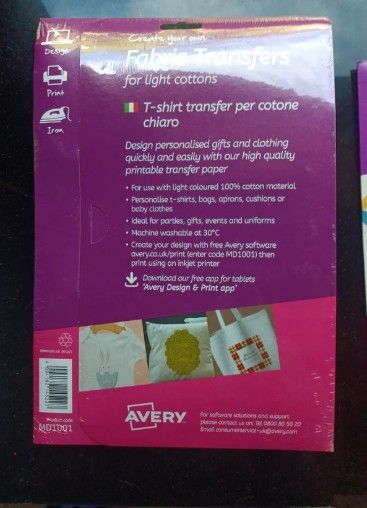 Design
Print
Iron
Create your own
Fabric Transfers
for light cottons
T-shirt transfer per cotone
chiaro
Design personalised gifts and clothing
quickly and easily with our high quality
printable transfer paper
• For use with light coloured 100% cotton material
• Personalise t-shirts, bags, aprons, cushions or
baby clothes
• Ideal for parties, gifts, events and uniforms
• Machine washable at 30°C
• Create your design with free Avery software
avery.co.uk/print (enter code MD1001) then
print using an inkjet printer
Download our free app for tablets
'Avery Design & Print app'
Product code
MD1001
AVERY
For software solutions and support
please contact us on: Tel 0800 80 50 20
Email consumerservice-uk@avery.com